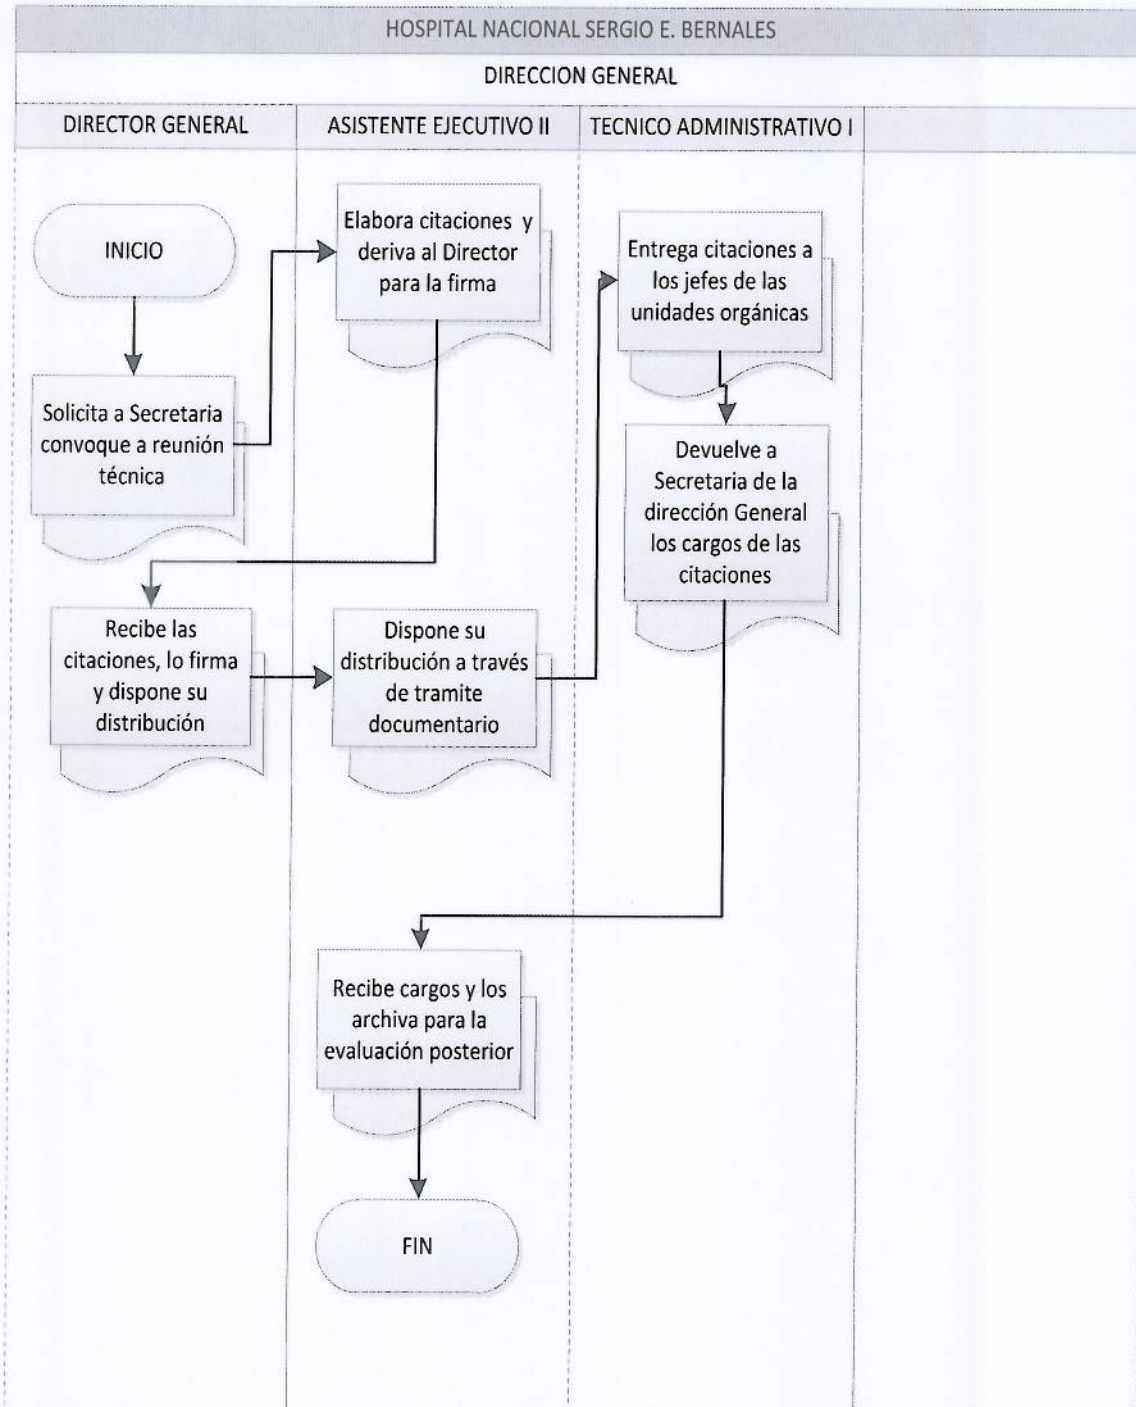 HOSPITAL NACIONAL SERGIO E. BERNALES
DIRECCION GENERAL
DIRECTOR GENERAL
ASISTENTE EJECUTIVO II
TECNICO ADMINISTRATIVO I
INICIO
Solicita a Secretaria
convoque a reunión
técnica
Elabora citaciones y
deriva al Director
para la firma
Recibe las
citaciones, lo firma
y dispone su
distribución
Dispone su
distribución a través
de tramite
documentario
Entrega citaciones a
los jefes de las
unidades orgánicas
Devuelve a
Secretaria de la
dirección General
los cargos de las
citaciones
Recibe cargos y los
archiva para la
evaluación posterior
FIN